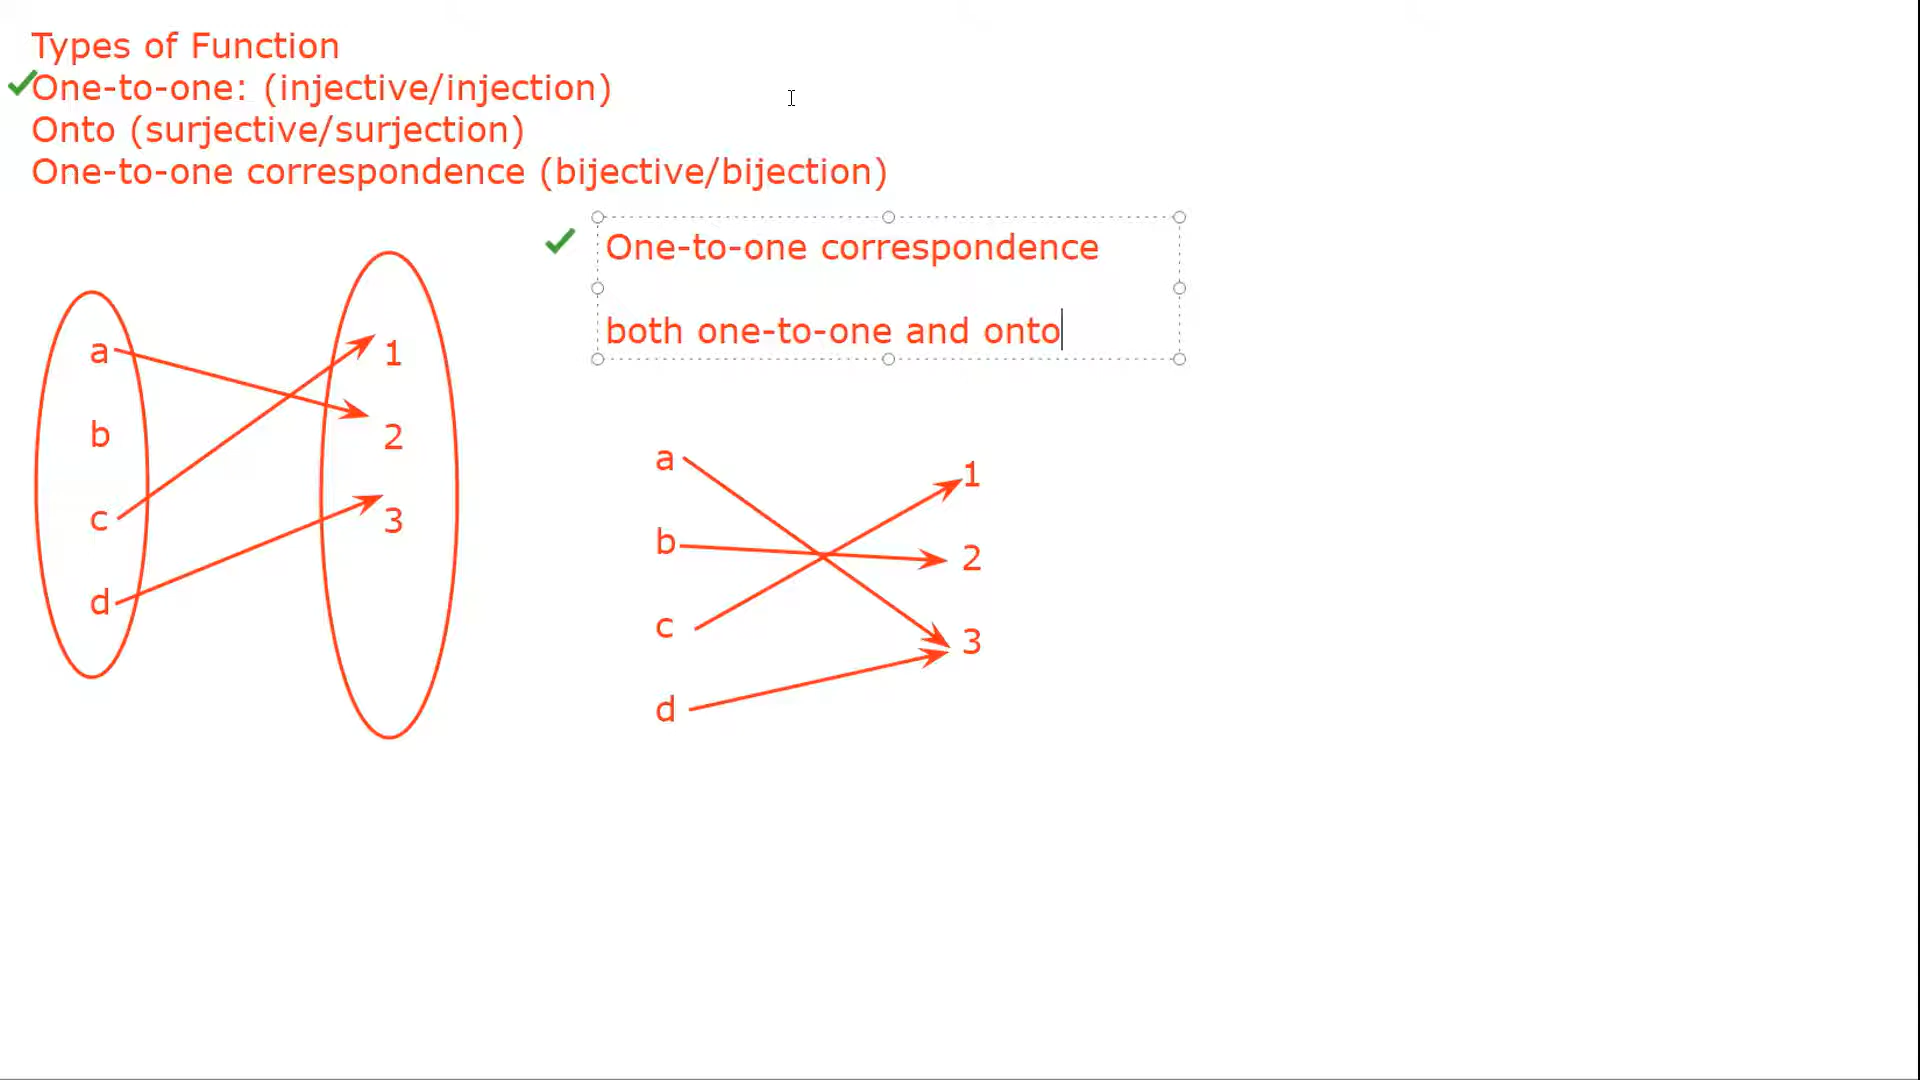 Types of Function
One-to-one: (injective/injection)
Onto (surjective/surjection)
One-to-one correspondence (bijective/bijection)
One-to-one correspondence
both one-to-one and onto
a
b
c
d
1
2
3
a
b
c
d
1
2
3